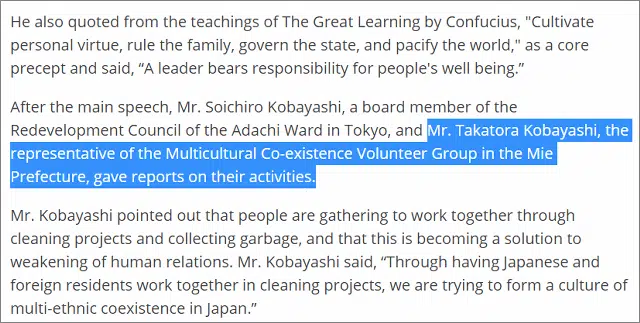 He also quoted from the teachings of The Great Learning by Confucius, "Cultivate
personal virtue, rule the family, govern the state, and pacify the world," as a core
precept and said, “A leader bears responsibility for people's well being.”
After the main speech, Mr. Soichiro Kobayashi, a board member of the
Redevelopment Council of the Adachi Ward in Tokyo, and Mr. Takatora Kobayashi, the
representative of the Multicultural Co-existence Volunteer Group in the Mie
Prefecture, gave reports on their activities.
Mr. Kobayashi pointed out that people are gathering to work together through
cleaning projects and collecting garbage, and that this is becoming a solution to
weakening of human relations. Mr. Kobayashi said, “Through having Japanese and
foreign residents work together in cleaning projects, we are trying to form a culture of
multi-ethnic coexistence in Japan.”